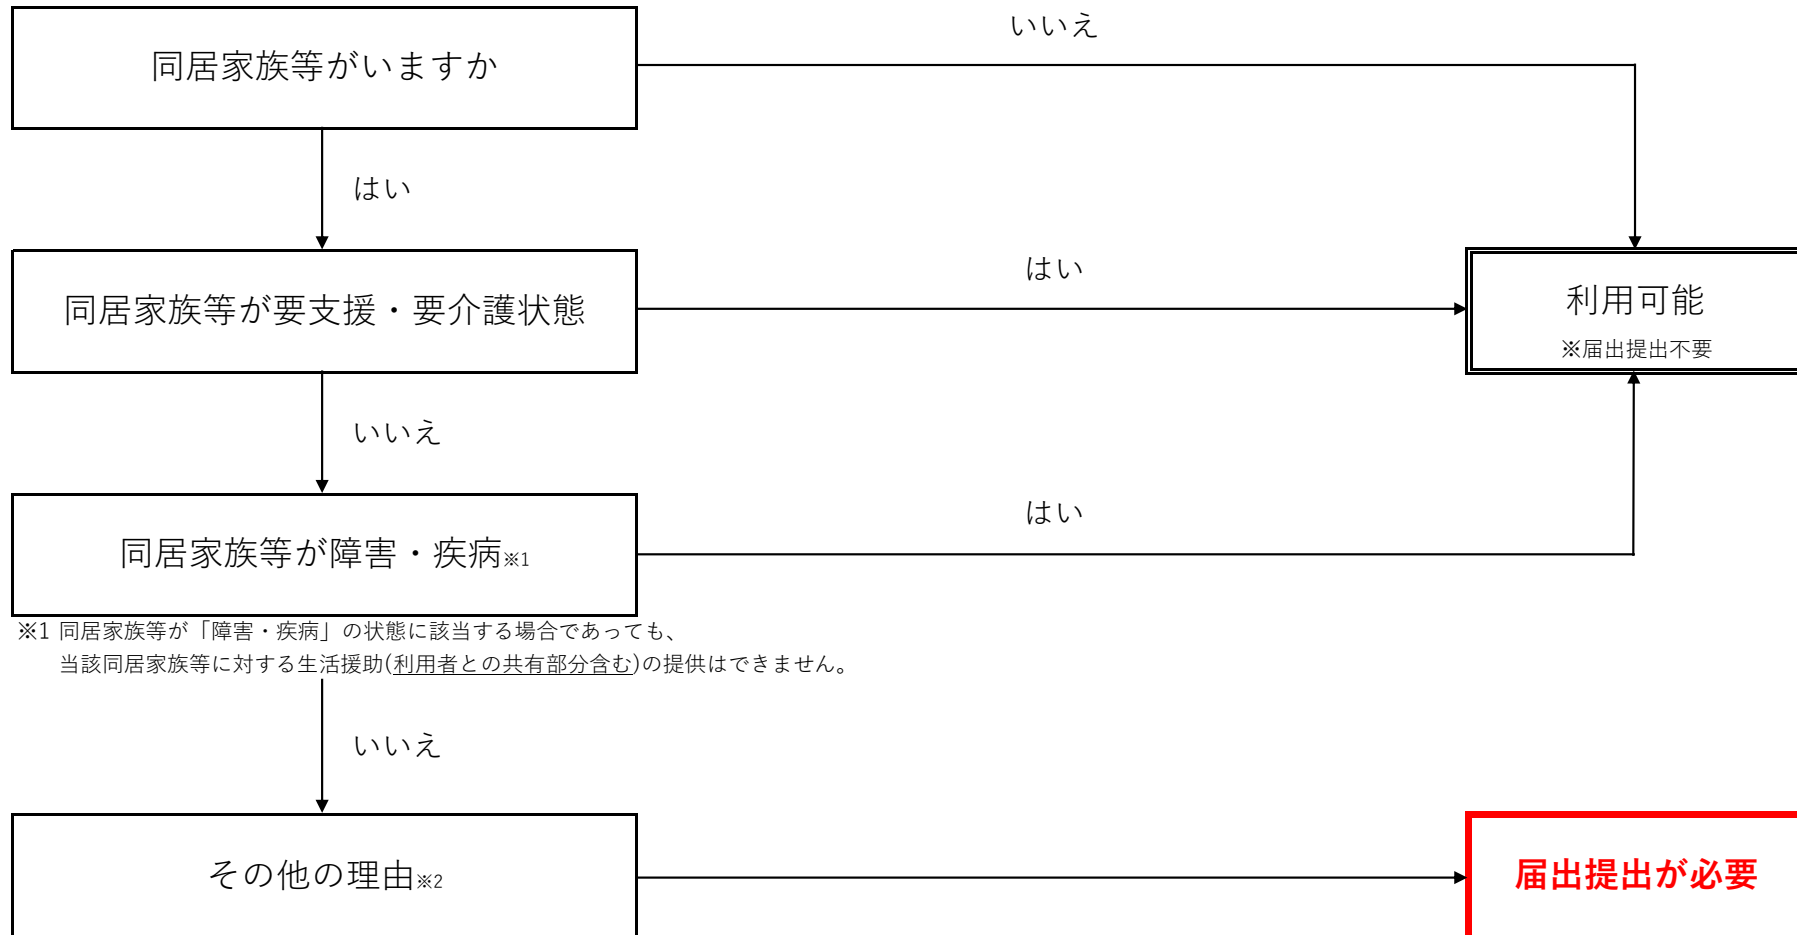 いいえ
同居家族等がいますか
はい
はい
同居家族等が要支援・要介護状態
利用可能
※届出提出不要
いいえ
はい
同居家族等が障害・疾病※1
※1 同居家族等が「障害・疾病」の状態に該当する場合であっても、
当該同居家族等に対する生活援助(利用者との共有部分含む)の提供はできません。
いいえ
その他の理由※2
届出提出が必要